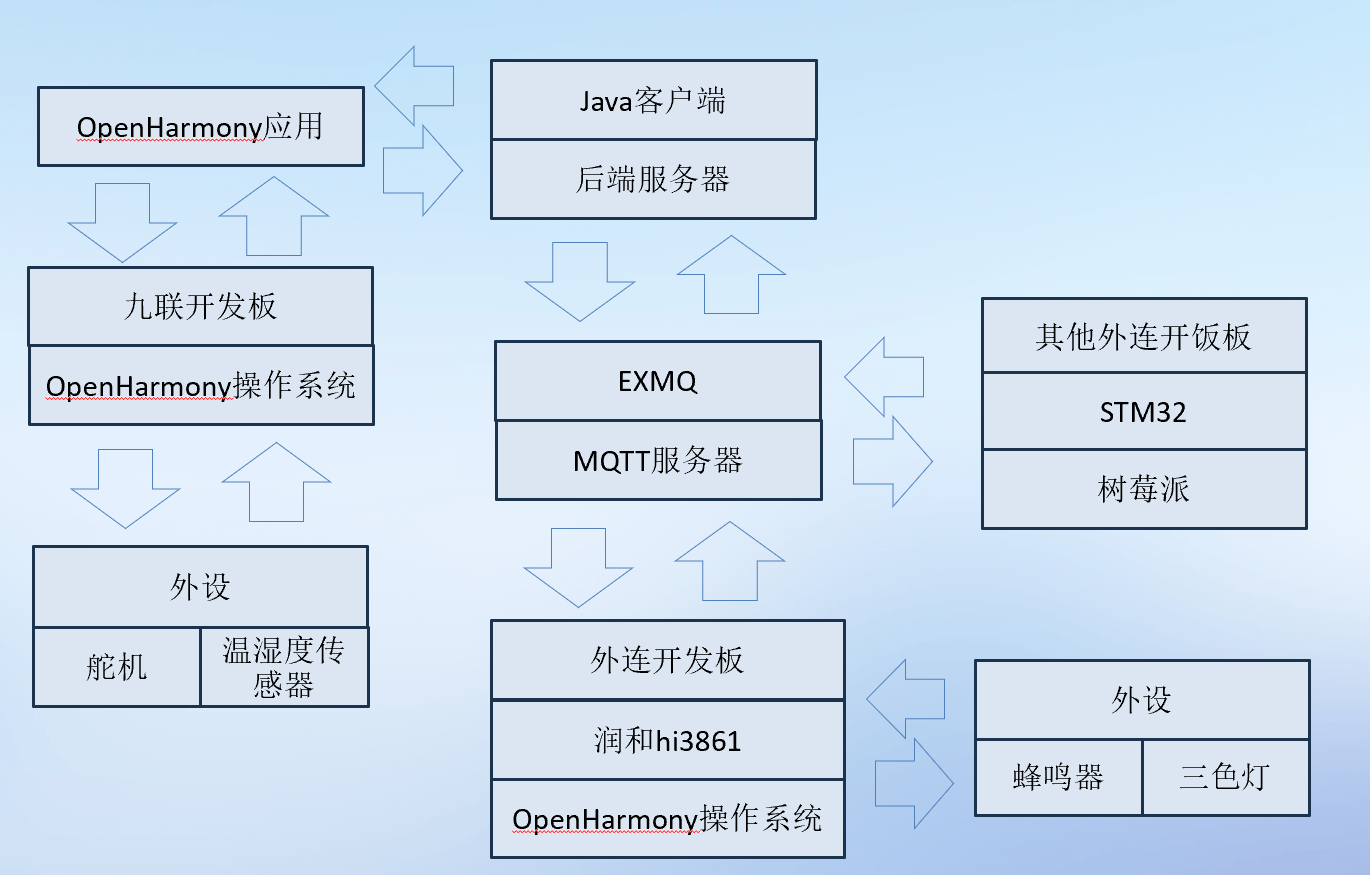 OpenHarmony应用
Java客户端
后端服务器
九联开发板
OpenHarmony操作系统
EXMQ
MQTT服务器
其他外连开饭板
STM32
树莓派
外设
舵机
温湿度传
感器
外连开发板
润和hi3861
OpenHarmony操作系统
外设
蜂鸣器
三色灯